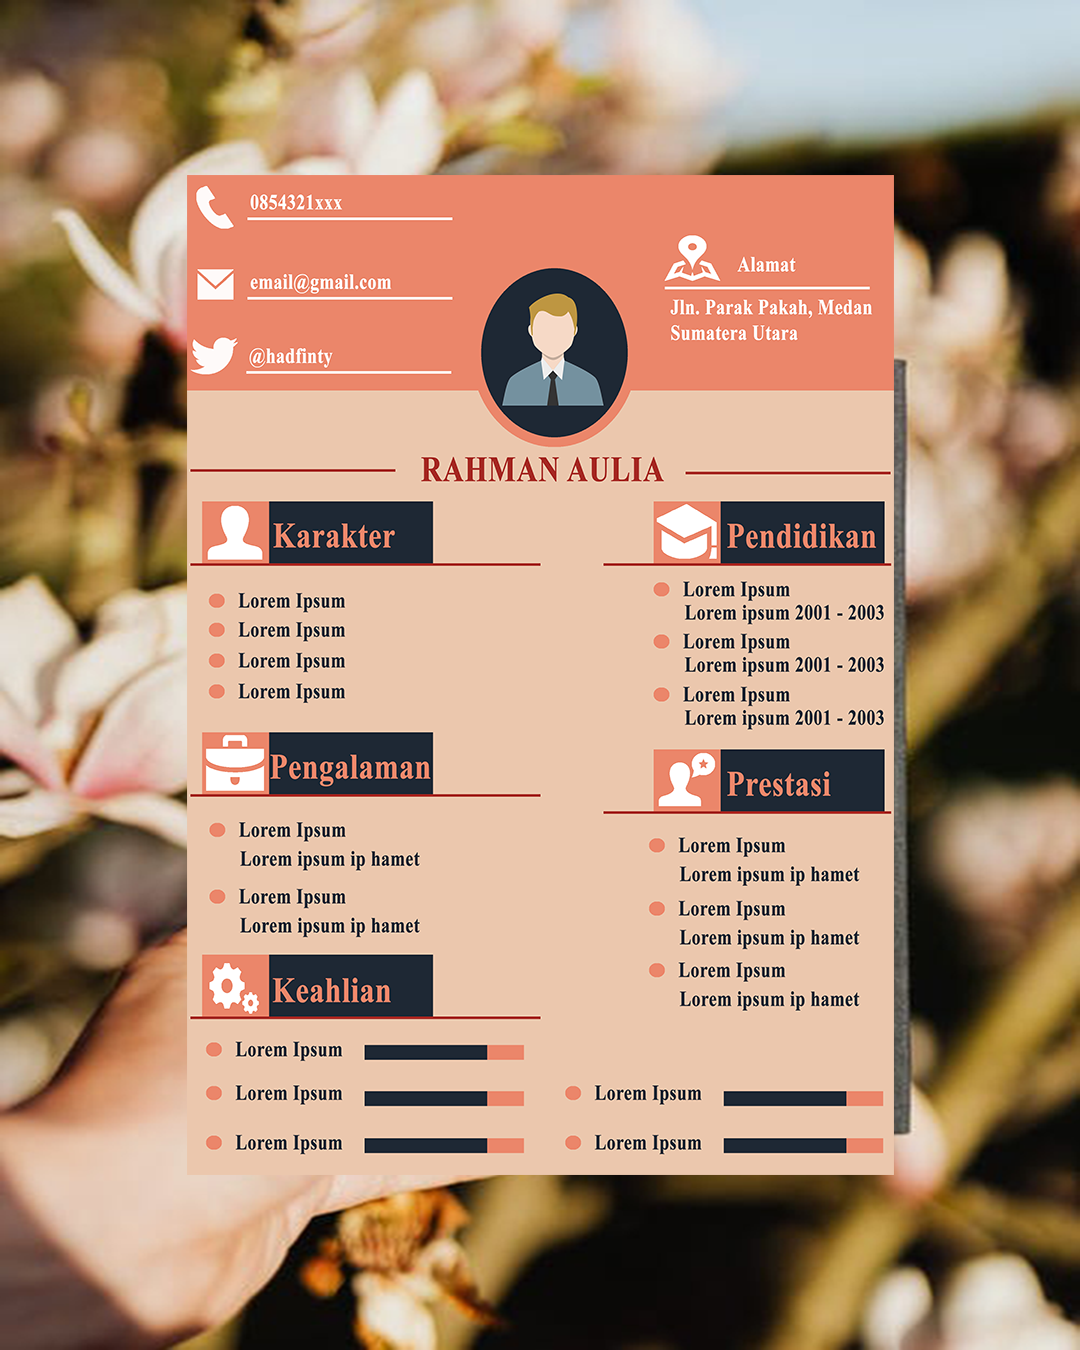 0854321xxx
email@gmail.com
@hadfinty
Alamat
Jln. Parak Pakah, Medan
Sumatera Utara
RAHMAN AULIA
Karakter
Lorem Ipsum
Lorem Ipsum
Lorem Ipsum
Lorem Ipsum
Pengalaman
Lorem Ipsum
Lorem ipsum ip hamet
Lorem Ipsum
Lorem ipsum ip hamet
Pendidikan
Lorem Ipsum
Lorem ipsum 2001 - 2003
Lorem Ipsum
Lorem ipsum 2001 - 2003
Lorem Ipsum
Lorem ipsum 2001 - 2003
Prestasi
Lorem Ipsum
Lorem ipsum ip hamet
Lorem Ipsum
Lorem ipsum ip hamet
Lorem Ipsum
Lorem ipsum ip hamet
Keahlian
Lorem Ipsum
Lorem Ipsum
Lorem Ipsum
Lorem Ipsum
Lorem Ipsum